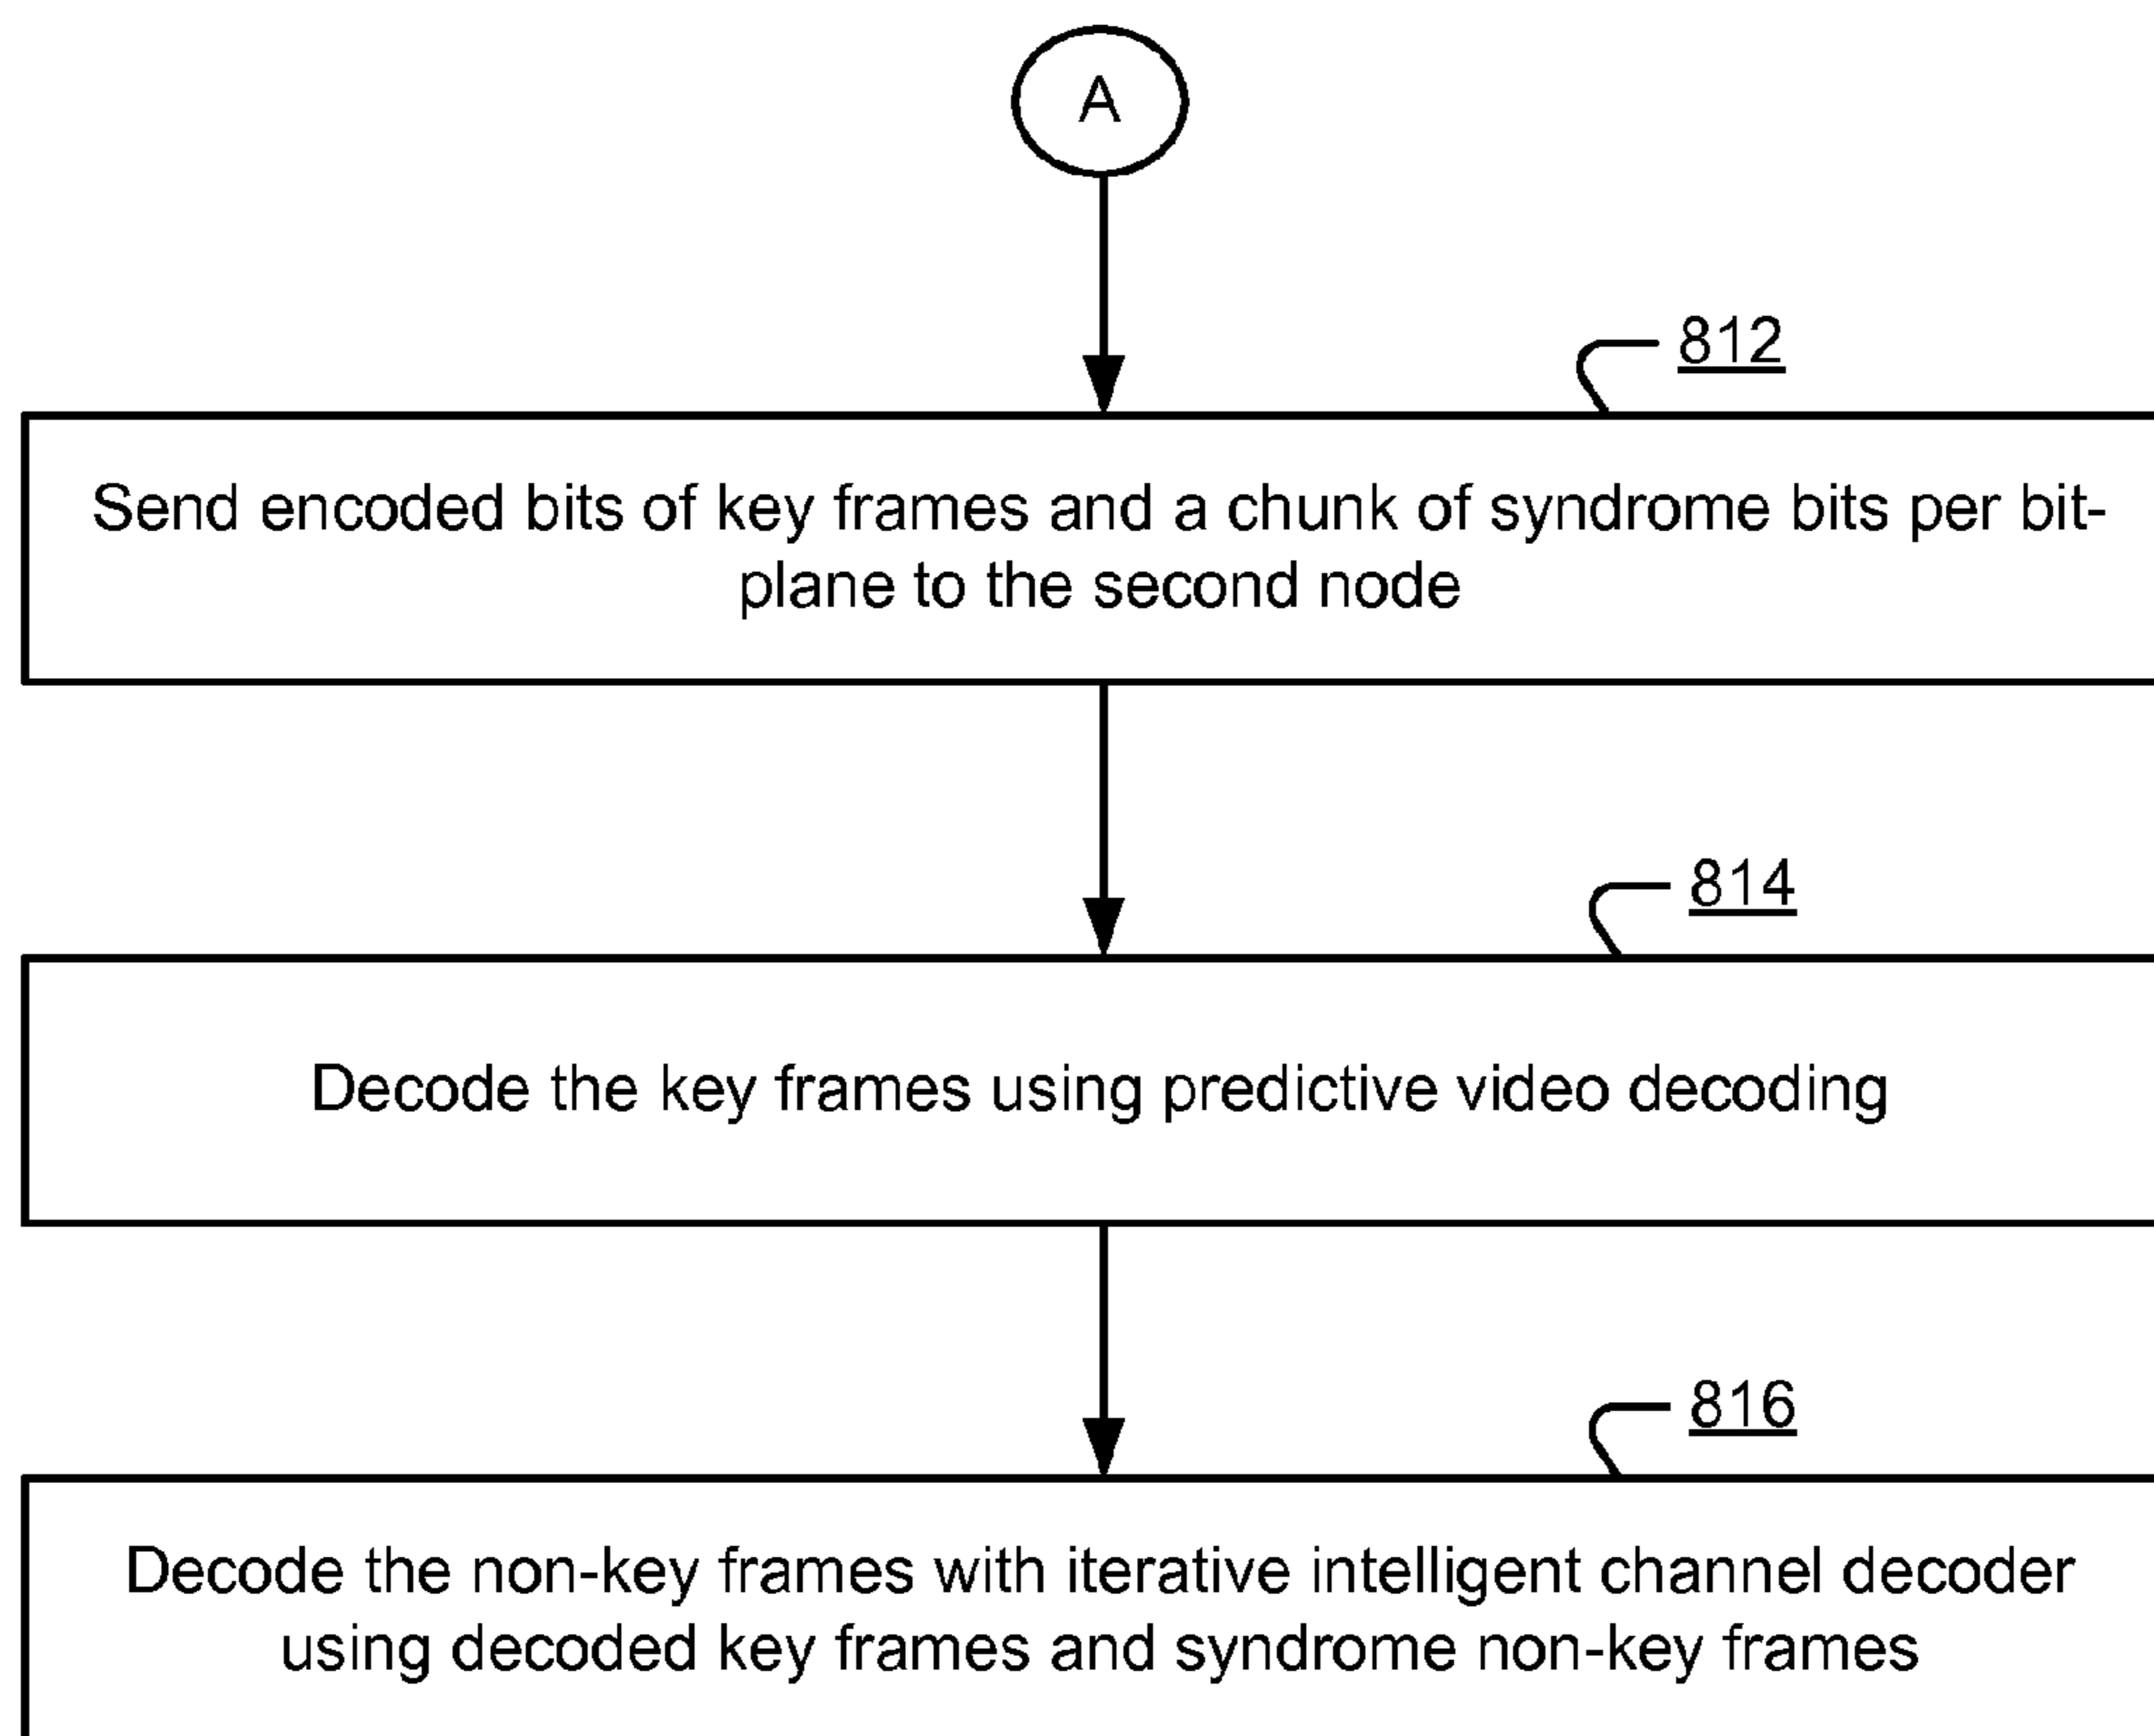 A
812
Send encoded bits of key frames and a chunk of syndrome bits per bit-
plane to the second node
814
Decode the key frames using predictive video decoding
816
Decode the non-key frames with iterative intelligent channel decoder
using decoded key frames and syndrome non-key frames